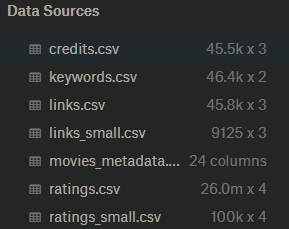 Data Sources
credits.csv 45.5k x 3
keywords.csv 46.4k x 2
links.csv 45.8k x 3
links_small.csv 9125 x 3
movies_metadata.... 24 columns
ratings.csv 26.0m x 4
ratings_small.csv 100k x 4